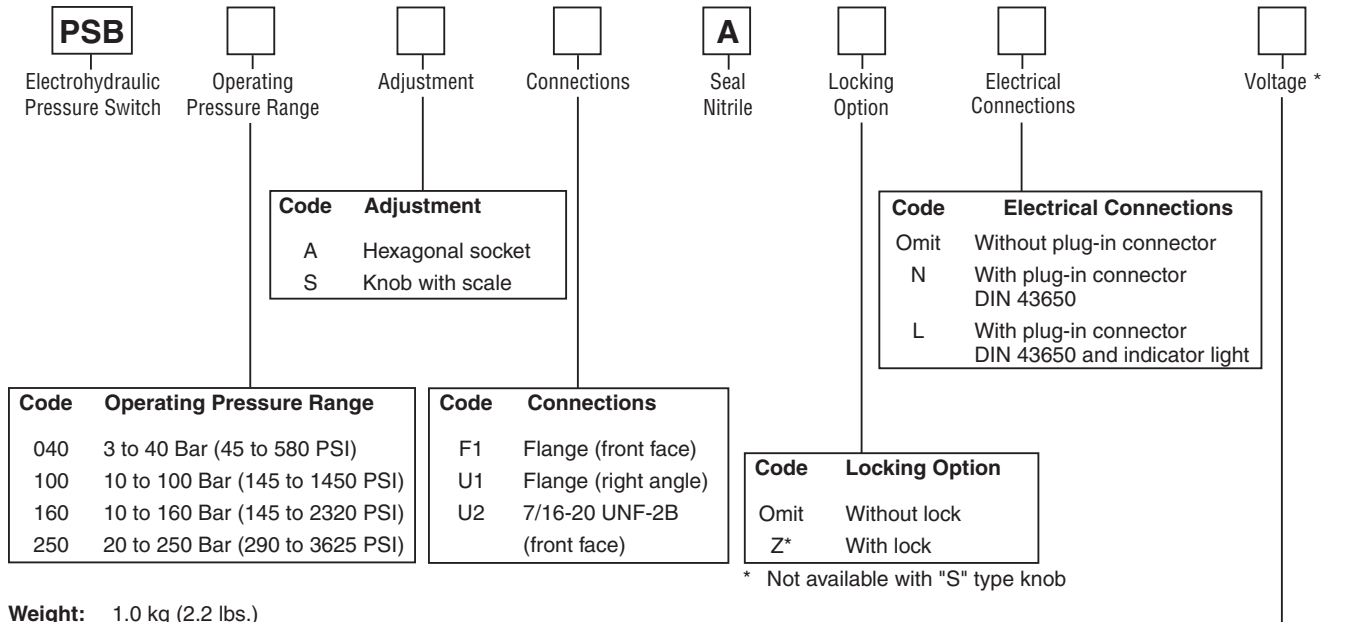 PSB
A
Electrohydraulic
Pressure Switch
Operating
Pressure Range
Adjustment
Connections
Seal
Nitrile
Locking
Option
Electrical
Connections
Voltage *
Code Adjustment
A Hexagonal socket
S Knob with scale
Code Electrical Connections
Omit Without plug-in connector
N With plug-in connector
DIN 43650
L With plug-in connector
DIN 43650 and indicator light
Code Operating Pressure Range
040 3 to 40 Bar (45 to 580 PSI)
100 10 to 100 Bar (145 to 1450 PSI)
160 10 to 160 Bar (145 to 2320 PSI)
250 20 to 250 Bar (290 to 3625 PSI)
Code Connections
F1 Flange (front face)
U1 Flange (right angle)
U2 7/16-20 UNF-2B
(front face)
Code Locking Option
Omit Without lock
Z* With lock
* Not available with "S" type knob
Weight: 1.0 kg (2.2 lbs.)